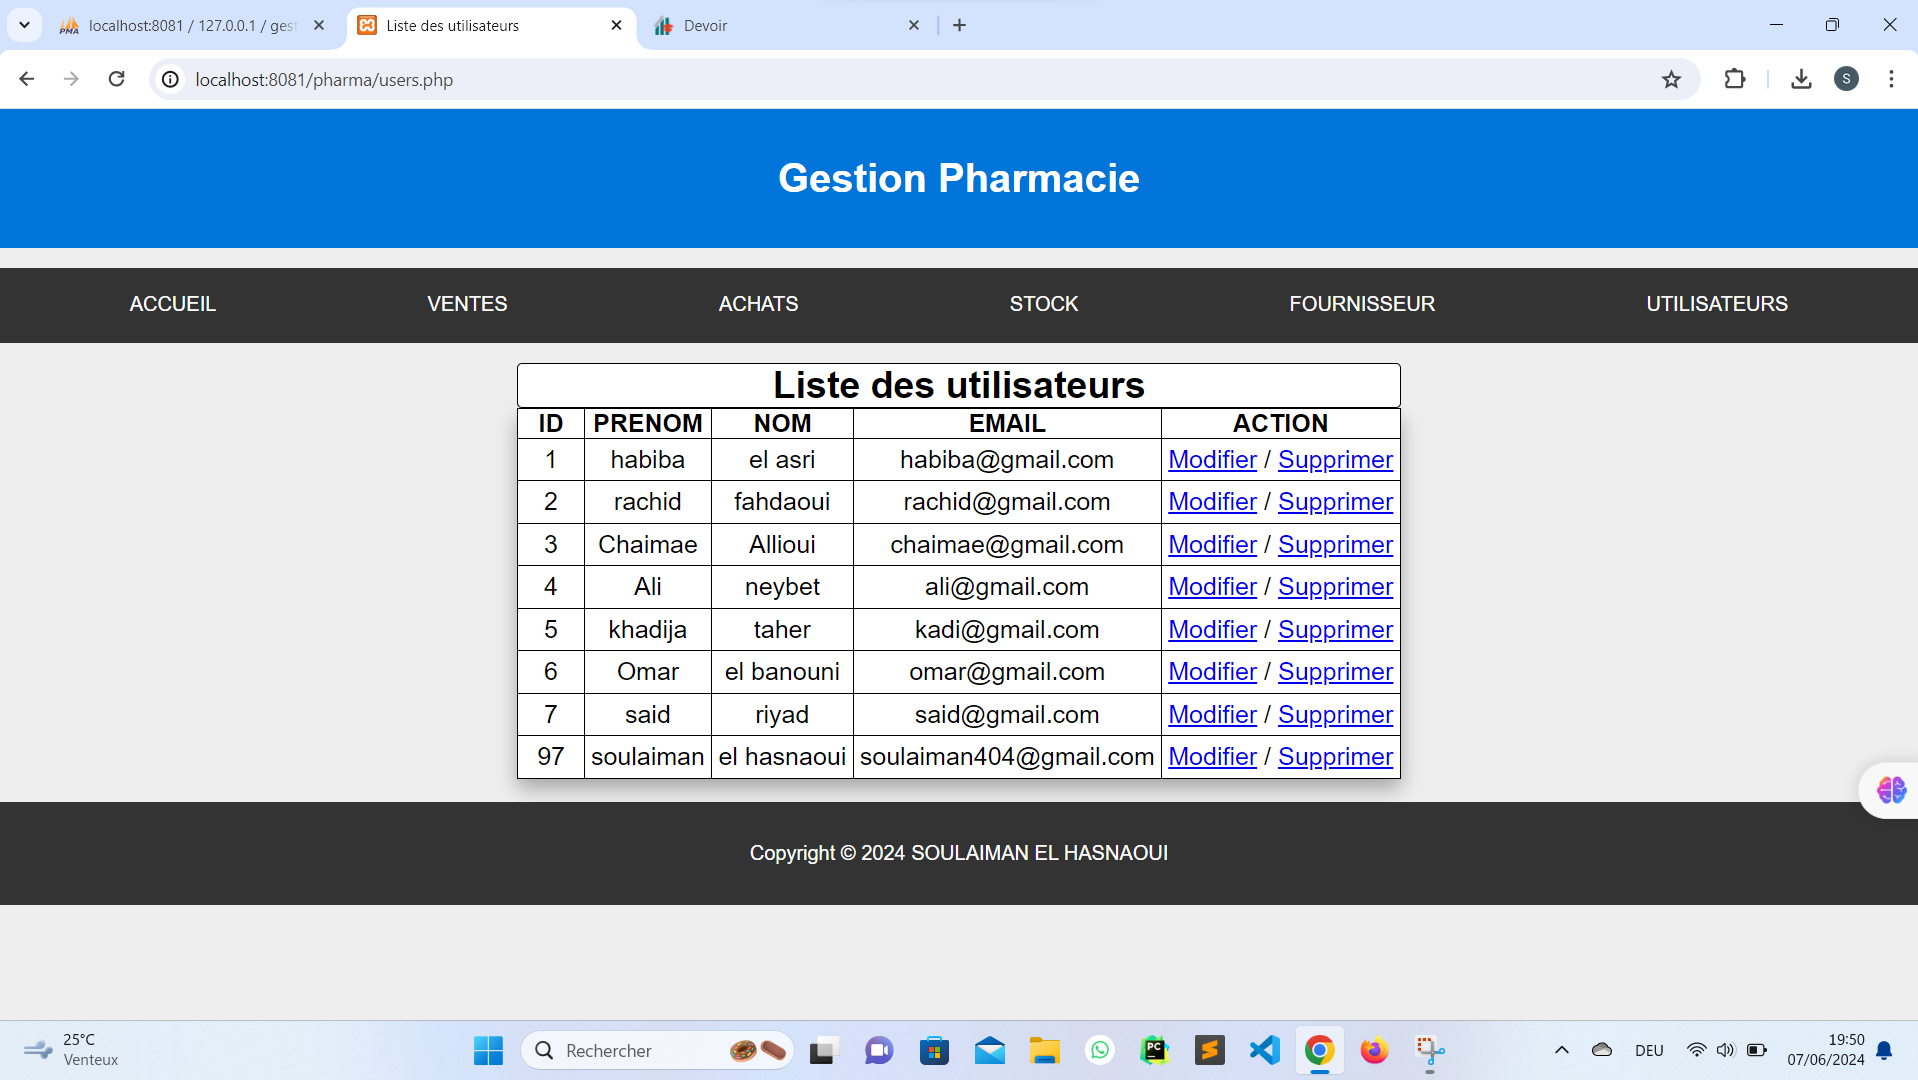 localhost:8081 / 127.0.0.1 / gest
Liste des utilisateurs
Devoir
localhost:8081/pharma/users.php
S
Gestion Pharmacie
ACCUEIL VENTES ACHATS STOCK FOURNISSEUR UTILISATEURS
Liste des utilisateurs
ID PRENOM NOM EMAIL ACTION
1 habiba el asri habiba@gmail.com Modifier / Supprimer
2 rachid fahdaoui rachid@gmail.com Modifier / Supprimer
3 Chaimae Allioui chaimae@gmail.com Modifier / Supprimer
4 Ali neybet ali@gmail.com Modifier / Supprimer
5 khadija taher kadi@gmail.com Modifier / Supprimer
6 Omar el banouni omar@gmail.com Modifier / Supprimer
7 said riyad said@gmail.com Modifier / Supprimer
97 soulaiman el hasnaoui soulaiman404@gmail.com Modifier / Supprimer
Copyright © 2024 SOULAIMAN EL HASNAOUI
25°C
Venteux
Rechercher
PC
DEU
19:50
07/06/2024